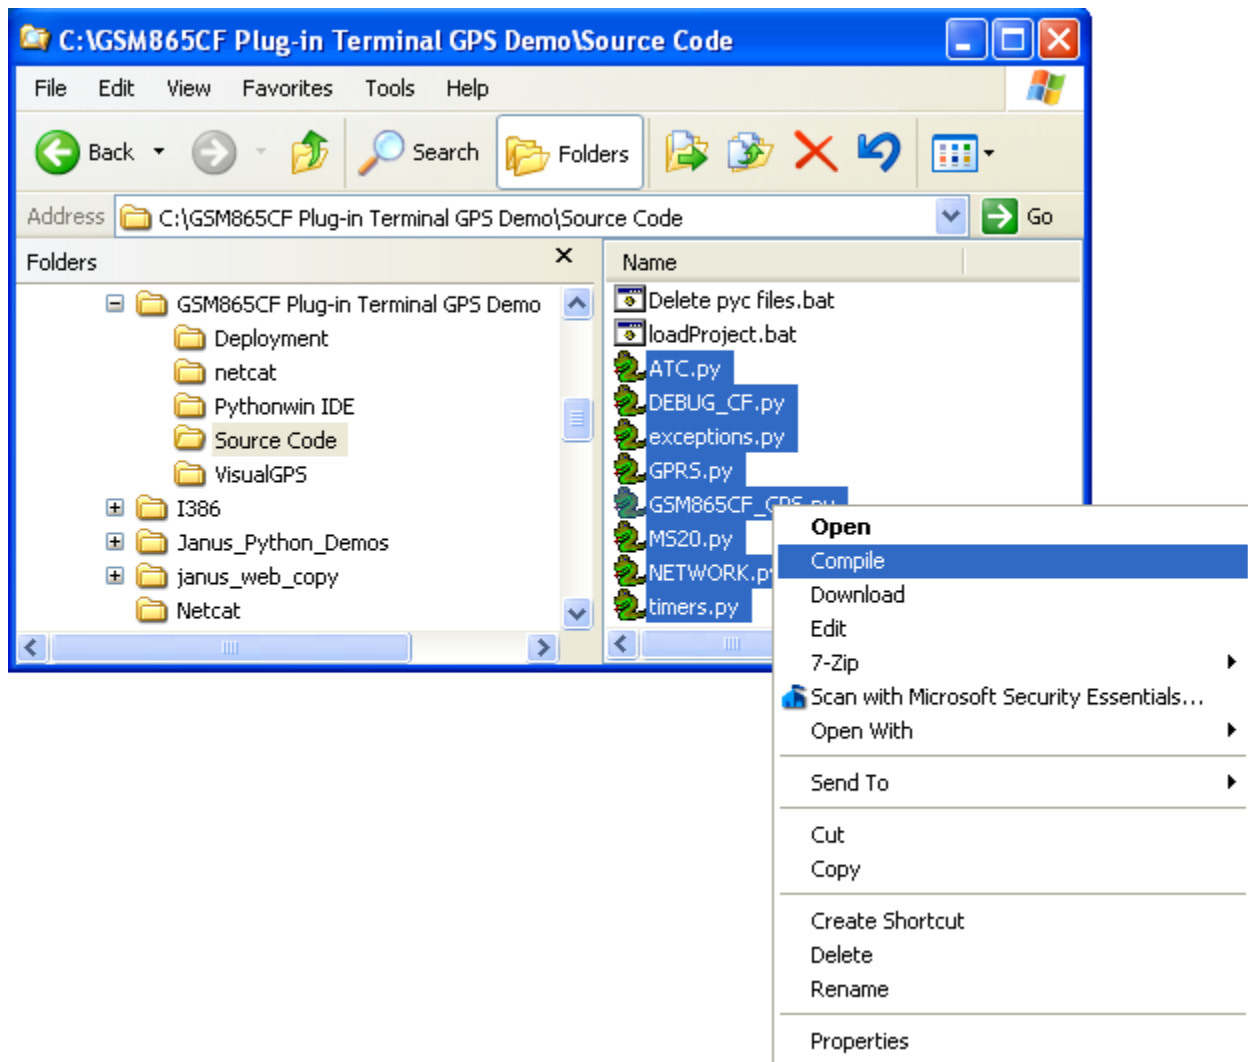 C:\GSM865CF Plug-in Terminal GPS Demo\Source Code
File Edit View Favorites Tools Help
Back Search Folders
Address C:\GSM865CF Plug-in Terminal GPS Demo\Source Code Go
Folders
GSM865CF Plug-in Terminal GPS Demo
Deployment
netcat
Pythonwin IDE
Source Code
VisualGPS
I386
Janus_Python_Demos
janus_web_copy
Netcat
Name
Delete pyc files.bat
loadProject.bat
ATC.py
DEBUG_CF.py
exceptions.py
GPRS.py
GSM865CF_GPS.py
MS20.py
NETWORK.py
timers.py
Open
Compile
Download
Edit
7-Zip
Scan with Microsoft Security Essentials...
Open With
Send To
Cut
Copy
Create Shortcut
Delete
Rename
Properties